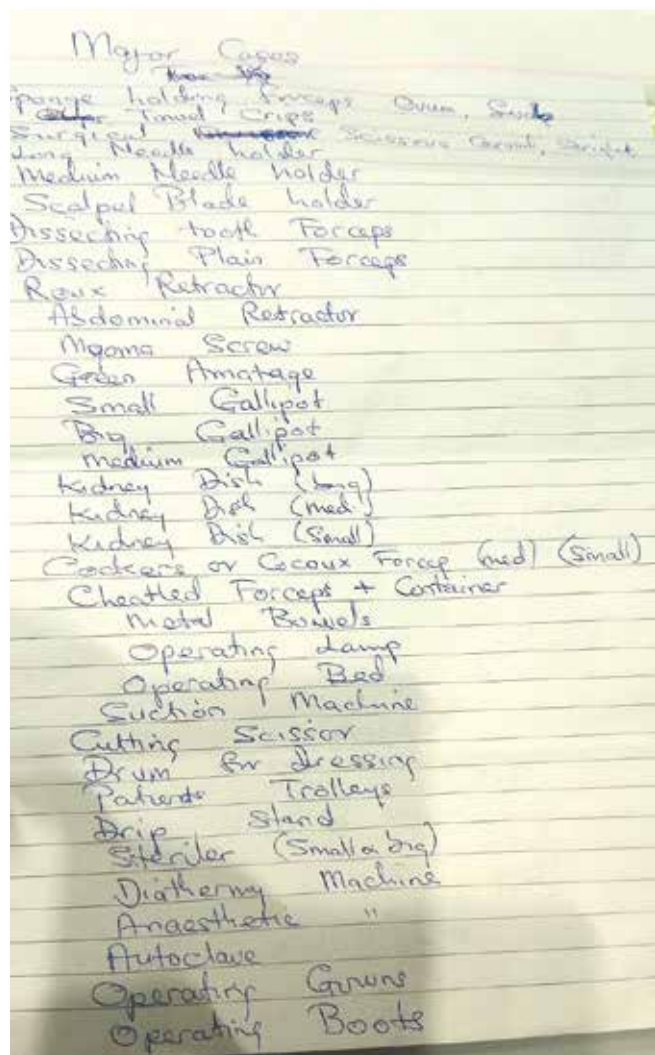 Major Cases
Sponge holding Forceps Ovum,
Towel Crips
Surgical Scissors Curved, Straight
Long Needle holder
Medium Needle holder
Scalpel Blade holder
Dissecting tooth Forceps
Dissecting Plain Forceps
Roux Retractor
Abdominal Retractor
Myoma Screw
Green Amatage
Small Gallipot
Big Gallipot
Medium Gallipot
Kidney Dish (big)
Kidney Dish (med)
Kidney Dish (Small)
Cockers or Cocoux Forcep (med) (Small)
Cheatled Forceps + Container
Metal Bowels
Operating Lamp
Operating Bed
Suction Machine
Cutting Scissor
Drum for dressing
Patients Trolleys
Drip Stand
Steriler (Small & big)
Diathermy Machine
Anaesthetic "
Autoclave
Operating Gowns
Operating Boots